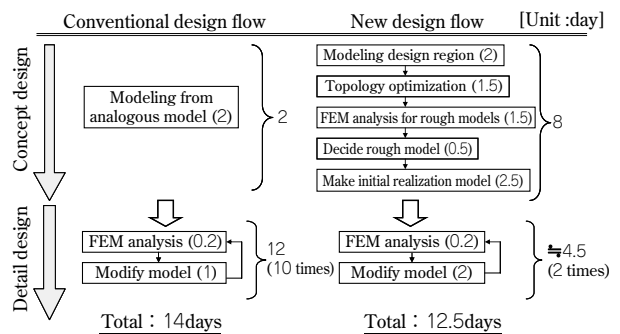 Conventional design flow
New design flow
[Unit :day]
Concept design
Modeling from
analogous model (2)
2
Modeling design region (2)
Topology optimization (1.5)
FEM analysis for rough models (1.5)
Decide rough model (0.5)
Make initial realization model (2.5)
8
Detail design
FEM analysis (0.2)
Modify model (1)
12
(10 times)
FEM analysis (0.2)
Modify model (2)
≒4.5
(2 times)
Total : 14days
Total : 12.5days